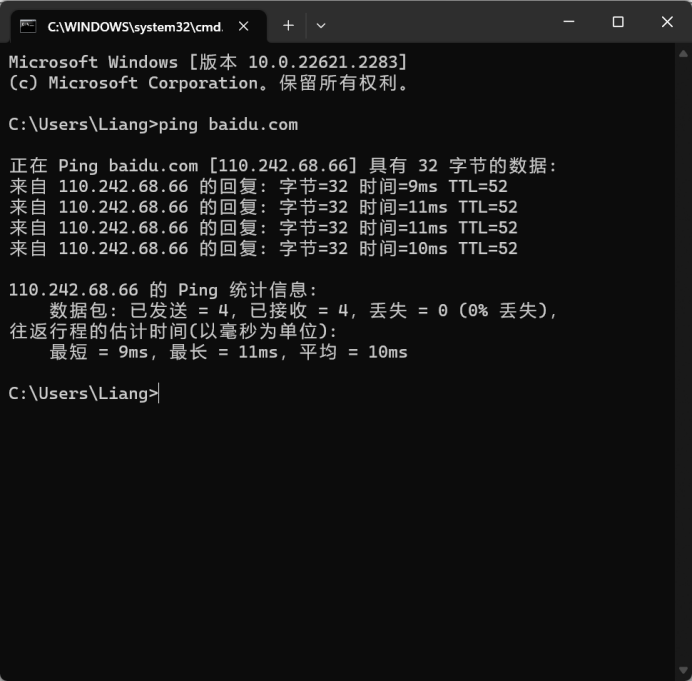 C:\WINDOWS\system32\cmd.
Microsoft Windows [版本 10.0.22621.2283]
(c) Microsoft Corporation。保留所有权利。
C:\Users\Liang>ping baidu.com
正在 Ping baidu.com [110.242.68.66] 具有 32 字节的数据:
来自 110.242.68.66 的回复: 字节=32 时间=9ms TTL=52
来自 110.242.68.66 的回复: 字节=32 时间=11ms TTL=52
来自 110.242.68.66 的回复: 字节=32 时间=11ms TTL=52
来自 110.242.68.66 的回复: 字节=32 时间=10ms TTL=52
110.242.68.66 的 Ping 统计信息:
数据包: 已发送 = 4, 已接收 = 4, 丢失 = 0 (0% 丢失),
往返行程的估计时间(以毫秒为单位):
最短 = 9ms, 最长 = 11ms, 平均 = 10ms
C:\Users\Liang>